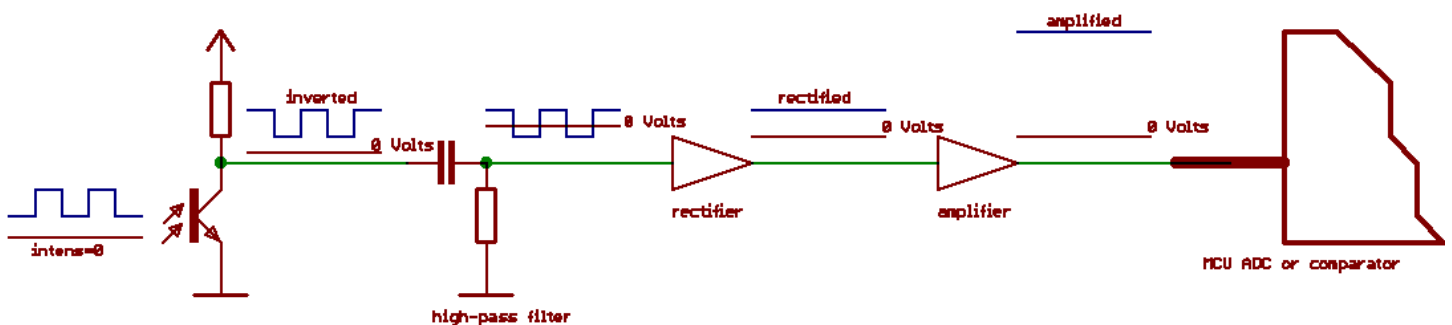 amplified
inverted
rectified
0 Volts
0 Volts
0 Volts
0 Volts
rectifier
amplifier
intens=0
MCU ADC or comparator
high-pass filter